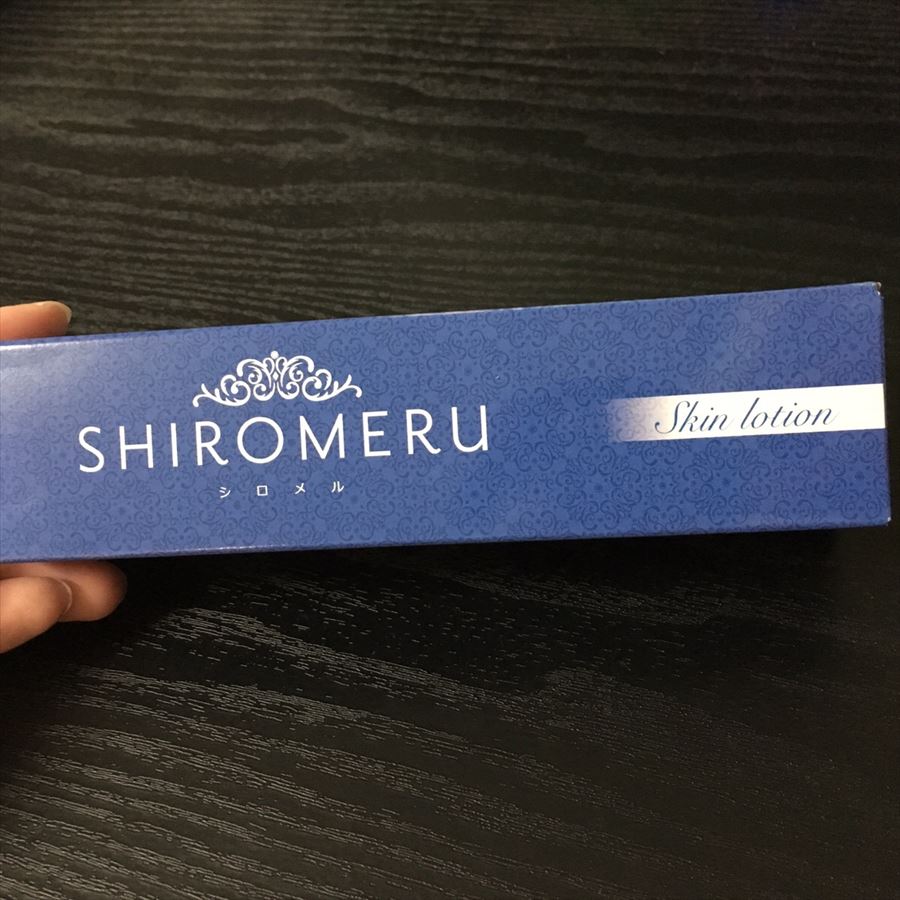 SHIROMERU
シロメル
Skin lotion